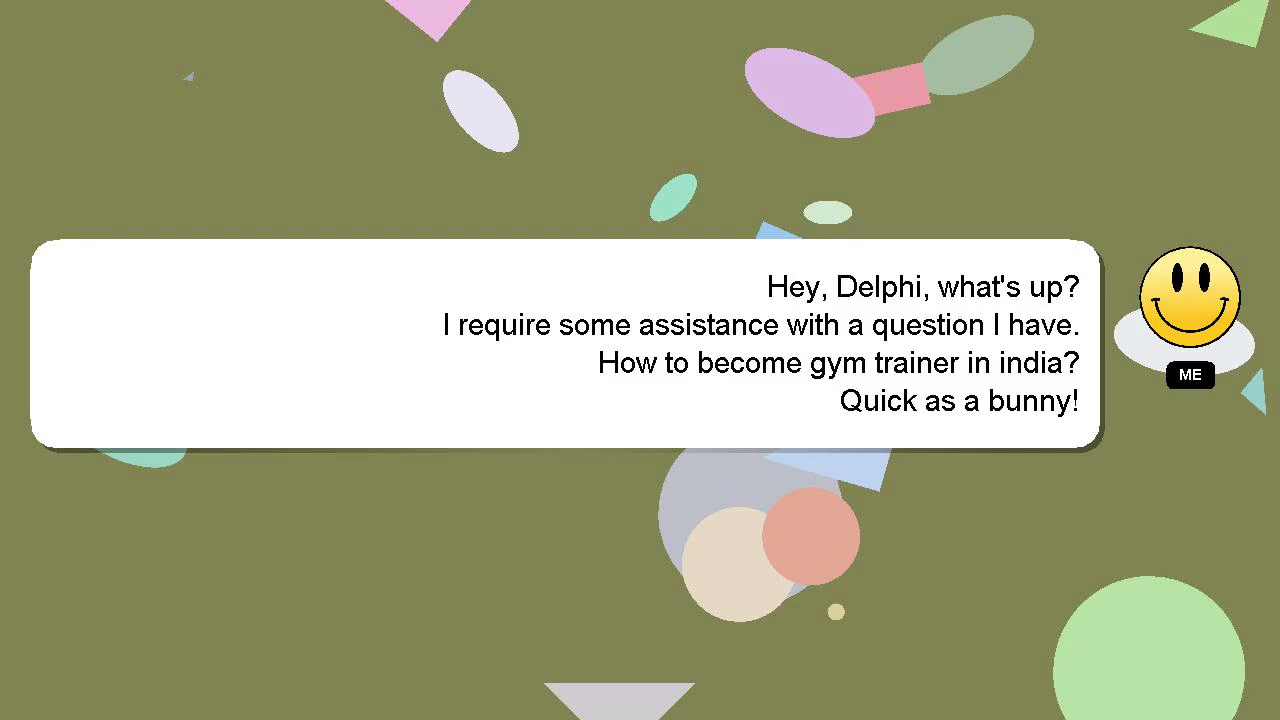 Hey, Delphi, what's up?
I require some assistance with a question I have.
How to become gym trainer in india?
Quick as a bunny!
ME